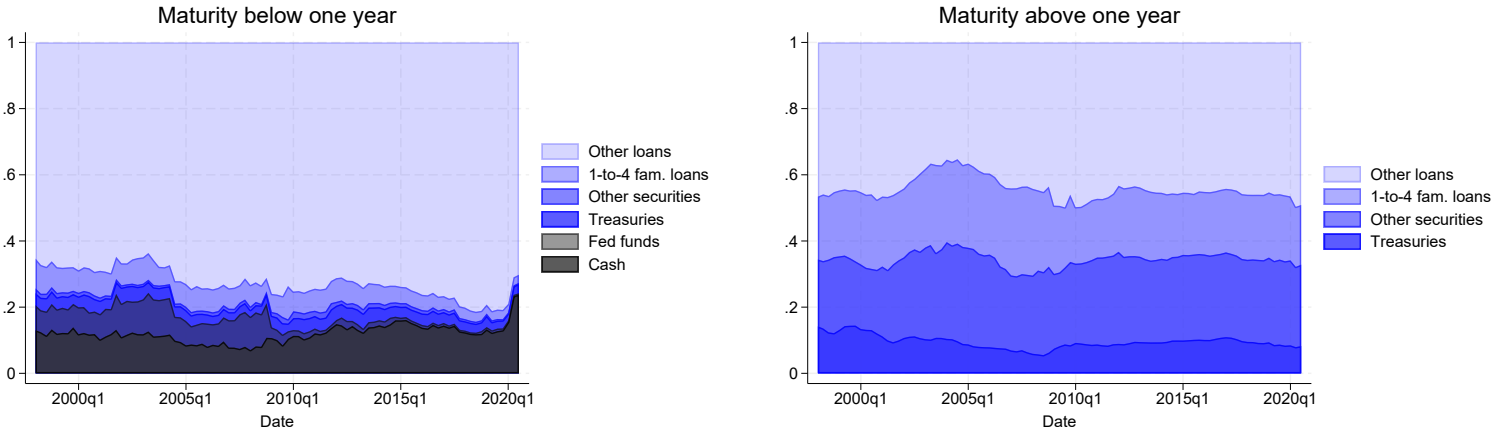 Maturity below one year
1
.8
.6
.4
.2
0
2000q1 2005q1 2010q1 2015q1 2020q1
Date
Other loans
1-to-4 fam. loans
Other securities
Treasuries
Fed funds
Cash
Maturity above one year
1
.8
.6
.4
.2
0
2000q1 2005q1 2010q1 2015q1 2020q1
Date
Other loans
1-to-4 fam. loans
Other securities
Treasuries